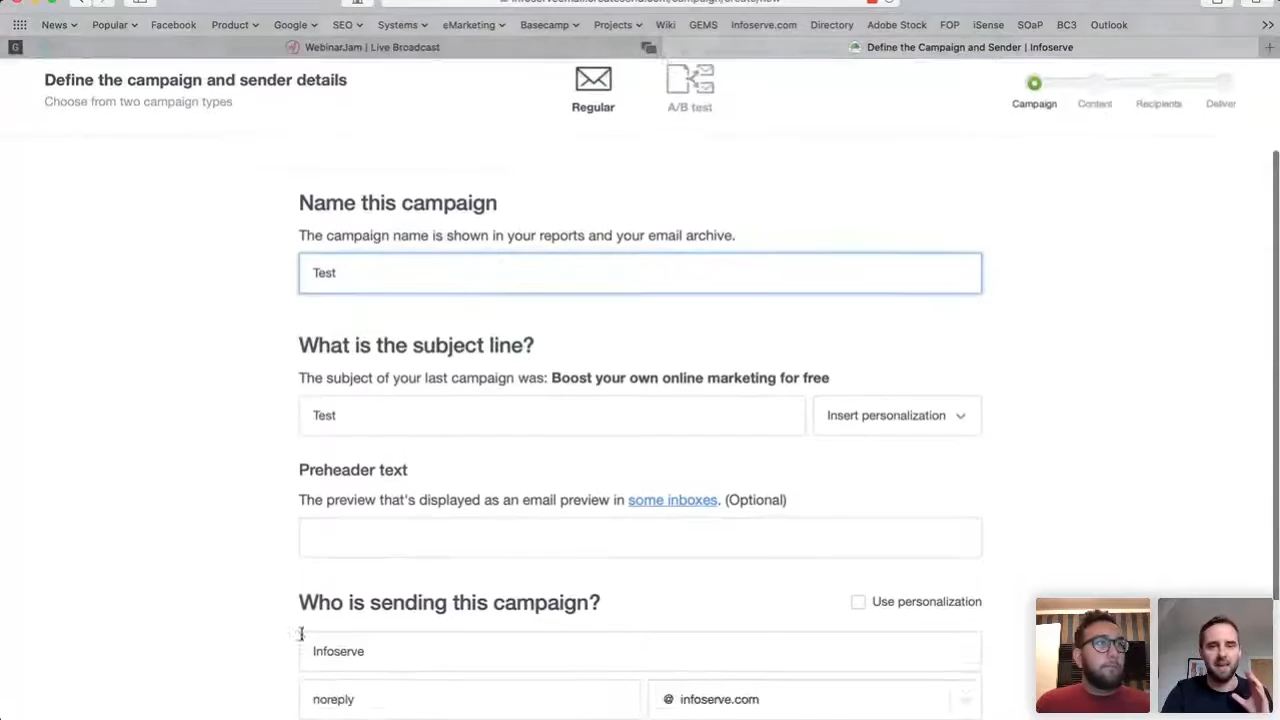 News Popular Facebook Product Google SEO Systems eMarketing Basecamp Projects Wiki GEMS Infoserve.com Directory Adobe Stock FOP iSense SOaP BC3 Outlook
G WebinarJam | Live Broadcast Define the Campaign and Sender | Infoserve
Define the campaign and sender details
Choose from two campaign types
Regular A/B test
Campaign Content Recipients Deliver
Name this campaign
The campaign name is shown in your reports and your email archive.
Test
What is the subject line?
The subject of your last campaign was: Boost your own online marketing for free
Test Insert personalization
Preheader text
The preview that's displayed as an email preview in some inboxes. (Optional)
Who is sending this campaign? Use personalization
Infoserve
noreply @ infoserve.com